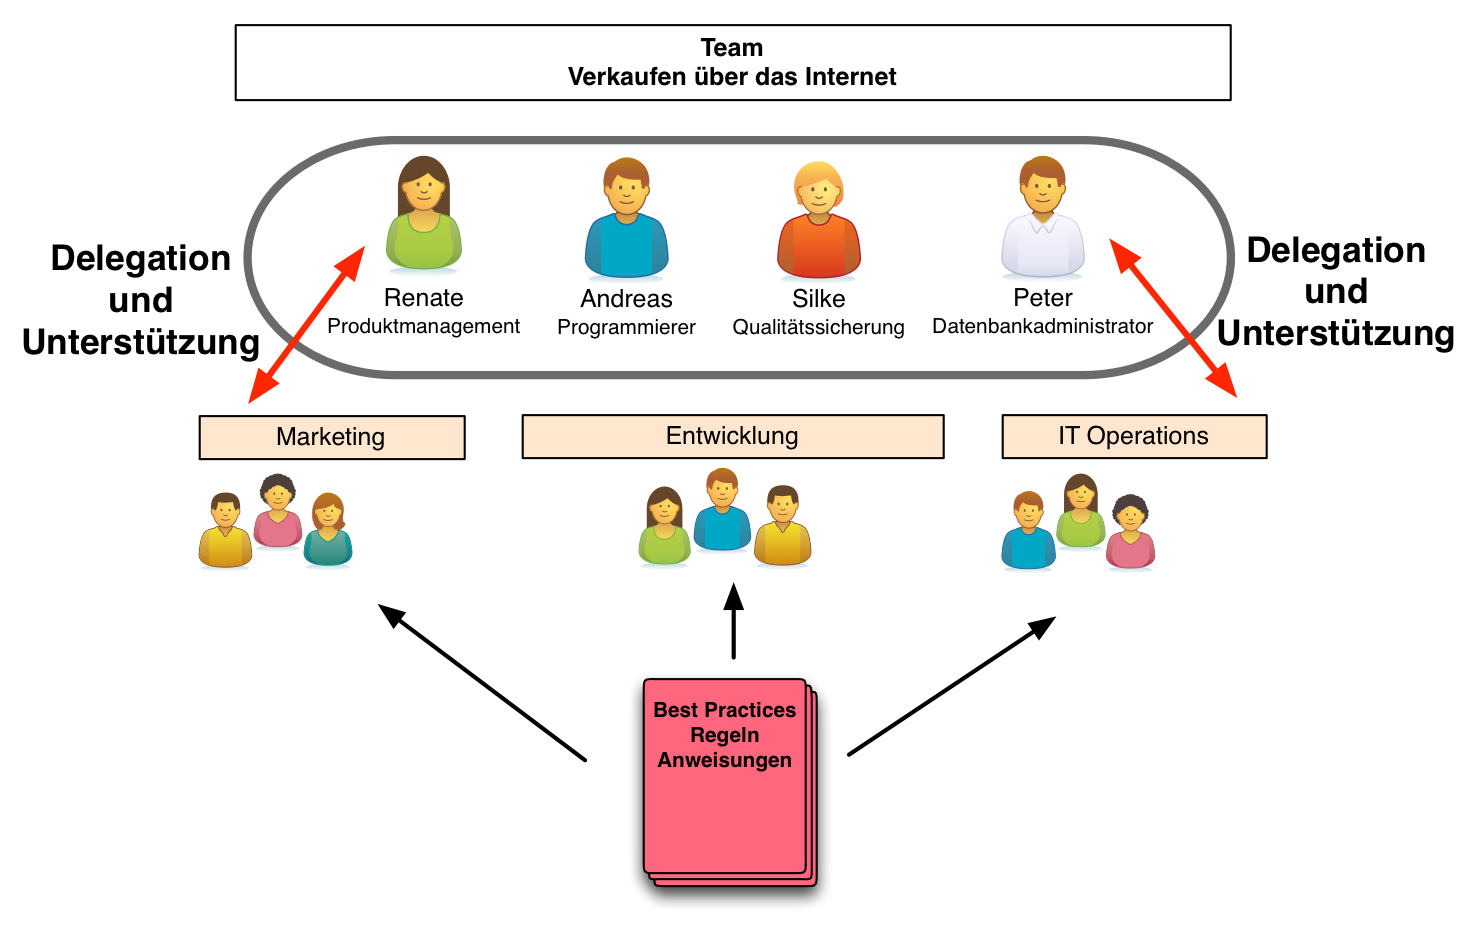 Team
Verkaufen über das Internet
Delegation
und
Unterstützung
Renate
Produktmanagement
Andreas
Programmierer
Silke
Qualitätssicherung
Peter
Datenbankadministrator
Delegation
und
Unterstützung
Marketing
Entwicklung
IT Operations
Best Practices
Regeln
Anweisungen